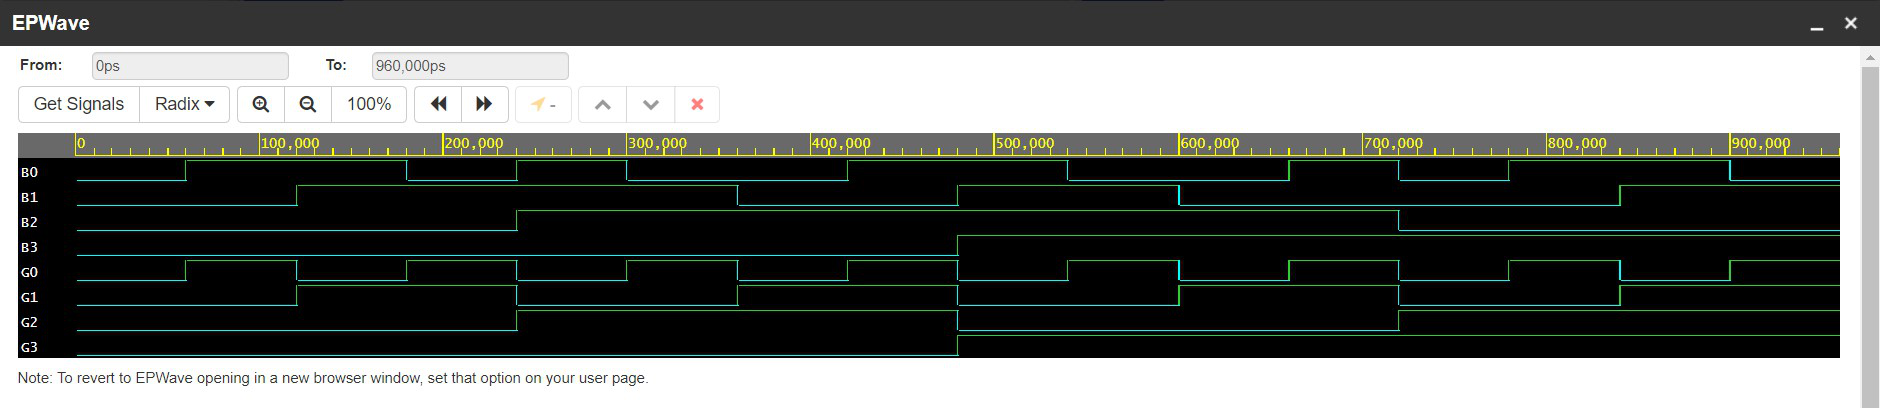 EPWave
From: 0ps To: 960,000ps
Get Signals Radix 100% -
0 100,000 200,000 300,000 400,000 500,000 600,000 700,000 800,000 900,000
B0
B1
B2
B3
G0
G1
G2
G3
Note: To revert to EPWave opening in a new browser window, set that option on your user page.